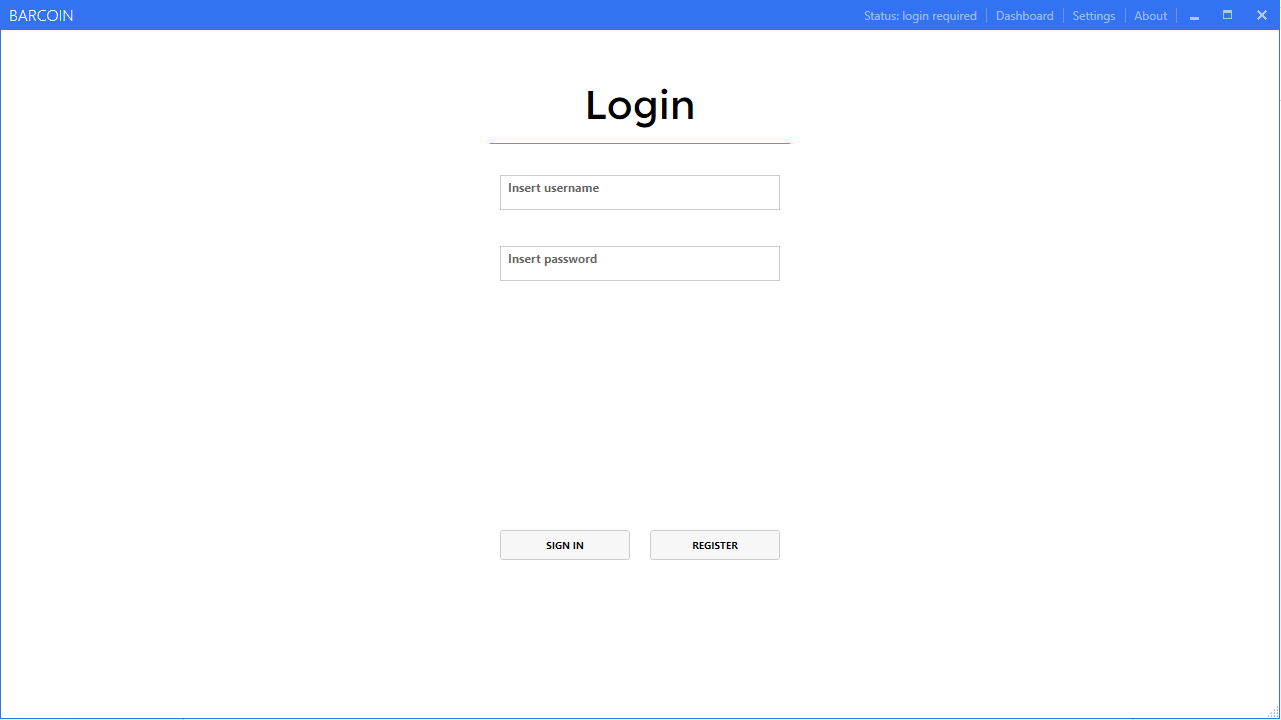 BARCOIN
Status: login required
Dashboard
Settings
About
Login
Insert username
Insert password
SIGN IN
REGISTER